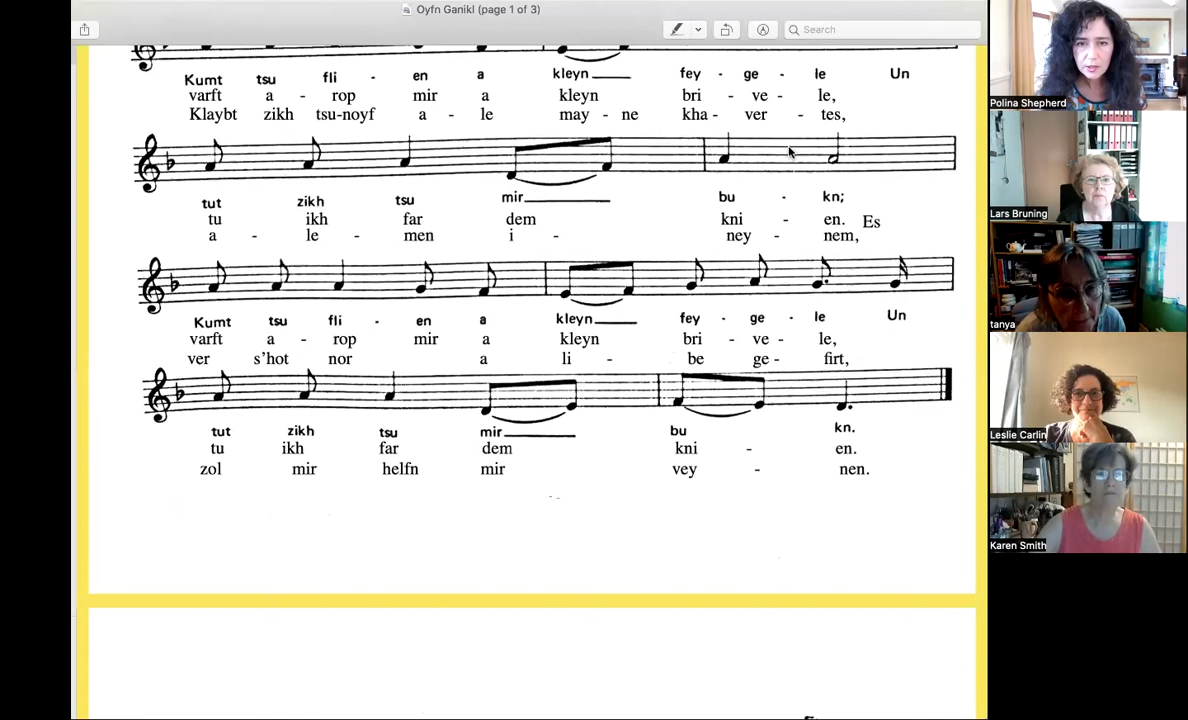 Oyfn Ganikl (page 1 of 3)
Search
Kumt tsu fli - en a kleyn____ fey - ge - le Un
varft a - rop mir a kleyn bri - ve - le,
Klaybt zikh tsu-noyf a - le may - ne kha - ver - tes,
tut zikh tsu mir____ bu - kn;
tu ikh far dem kni - en. Es
a - le - men i - ney - nem,
Kumt tsu fli - en a kleyn____ fey - ge - le Un
varft a - rop mir a kleyn bri - ve - le,
ver s'hot nor a li - be ge - firt,
tut zikh tsu mir____ bu kn.
tu ikh far dem kni - en.
zol mir helfn mir vey - nen.
Polina Shepherd
Lars Bruning
tanya
Leslie Carlin
Karen Smith